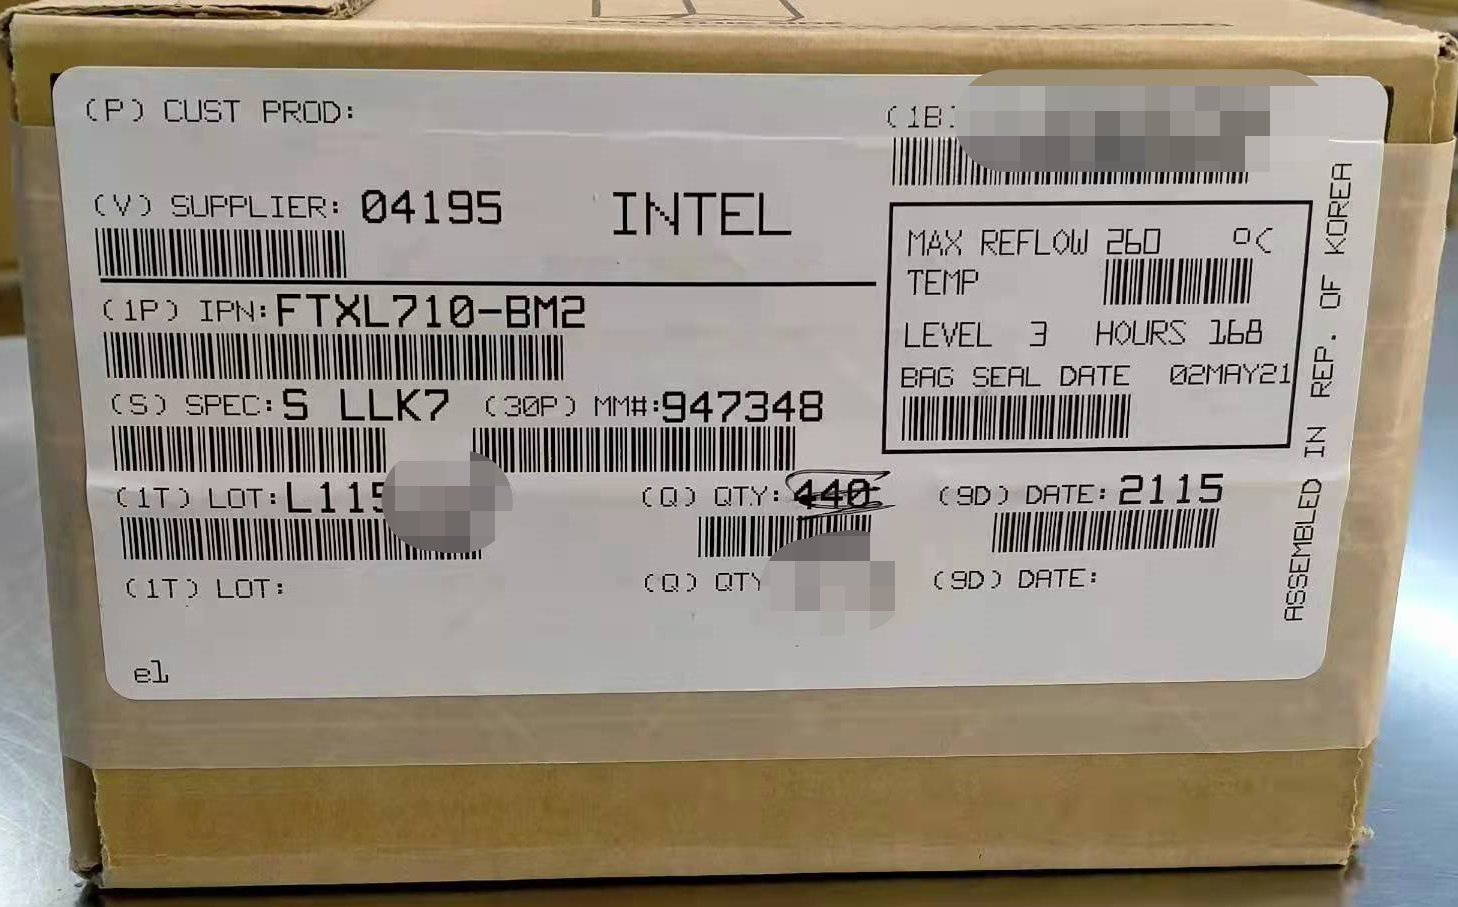 (P) CUST PROD:
(1B)
(V) SUPPLIER: 04195 INTEL
MAX REFLOW 260 °C
TEMP
LEVEL 3 HOURS 168
BAG SEAL DATE 02MAY21
(1P) IPN: FTXL710-BM2
(S) SPEC: S LLK7 (30P) MM#: 947348
(1T) LOT: L115 (Q) QTY: 440 (9D) DATE: 2115
(1T) LOT: (Q) QTY (9D) DATE:
e1
ASSEMBLED IN REP. OF KOREA